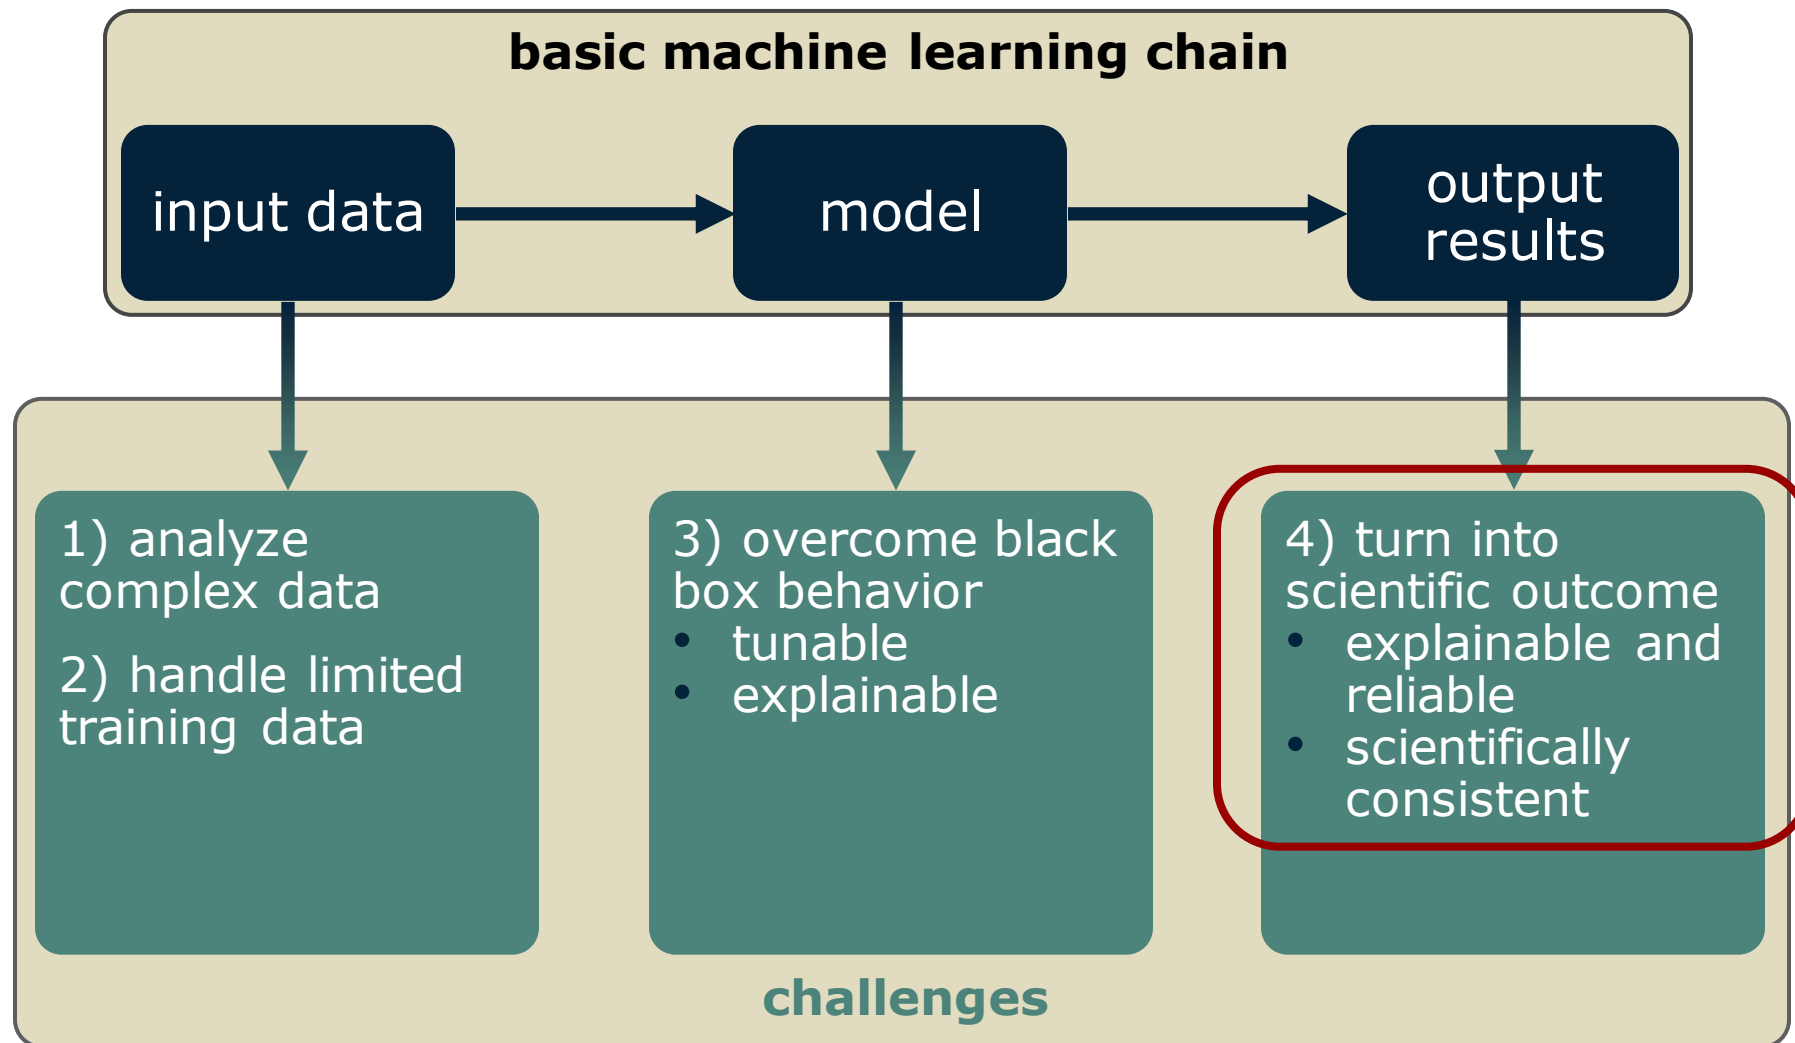 basic machine learning chain
input data
model
output
results
1) analyze
complex data
2) handle limited
training data
3) overcome black
box behavior
• tunable
• explainable
4) turn into
scientific outcome
• explainable and
reliable
• scientifically
consistent
challenges